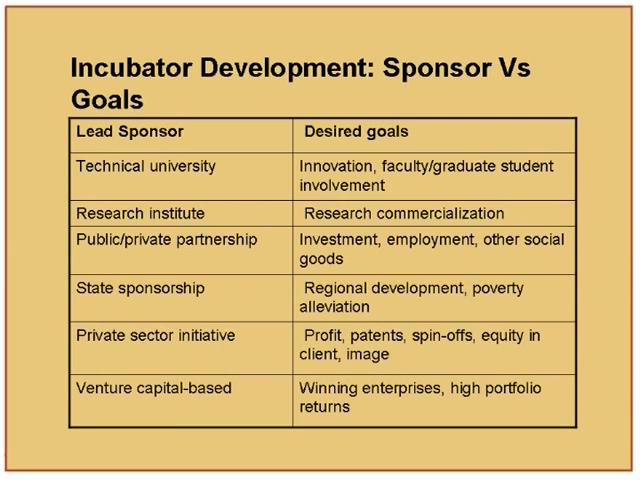 Incubator Development: Sponsor Vs
Goals
Lead Sponsor
Desired goals
Technical university
Innovation, faculty/graduate student
involvement
Research institute
Research commercialization
Public/private partnership
Investment, employment, other social
goods
State sponsorship
Regional development, poverty
alleviation
Private sector initiative
Profit, patents, spin-offs, equity in
client, image
Venture capital-based
Winning enterprises, high portfolio
returns